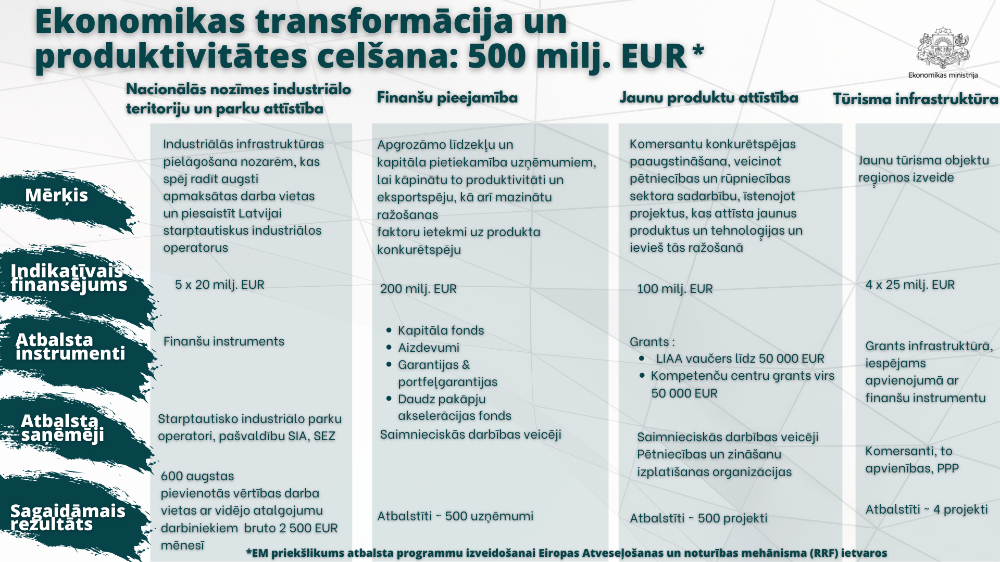 Ekonomikas transformācija un
produktivitātes celšana: 500 milj. EUR*
Ekonomikas ministrija
Nacionālās nozīmes industriālo
teritoriju un parku attīstība
Finanšu pieejamība
Jaunu produktu attīstība
Tūrisma infrastruktūra
Mērķis
Industriālās infrastruktūras
pielāgošana nozarēm, kas
spēj radīt augsti
apmaksātas darba vietas
un piesaistīt Latvijai
starptautiskus industriālos
operatorus
Apgrozāmo līdzekļu un
kapitāla pietiekamība uzņēmumiem,
lai kāpinātu to produktivitāti un
eksportspēju, kā arī mazinātu
ražošanas
faktoru ietekmi uz produkta
konkurētspēju
Komersantu konkurētspējas
paaugstināšana, veicinot
pētniecības un rūpniecības
sektora sadarbību, īstenojot
projektus, kas attīsta jaunus
produktus un tehnoloģijas un
ievieš tās ražošanā
Jaunu tūrisma objektu
reģionos izveide
Indikatīvais
finansējums
5 x 20 milj. EUR
200 milj. EUR
100 milj. EUR
4 x 25 milj. EUR
Atbalsta
instrumenti
Finanšu instruments
• Kapitāla fonds
• Aizdevumi
• Garantijas &
portfeļgarantijas
• Daudz pakāpju
akselerācijas fonds
Grants :
• LIAA vaučers līdz 50 000 EUR
• Kompetenču centru grants virs
50 000 EUR
Grants infrastruktūrā,
iespējams
apvienojumā ar
finanšu instrumentu
Atbalsta
saņēmēji
Starptautisko industriālo parku
operatori, pašvaldību SIA, SEZ
Saimnieciskās darbības veicēji
Saimnieciskās darbības veicēji
Pētniecības un zināšanu
izplatīšanas organizācijas
Komersanti, to
apvienības, PPP
Sagaidāmais
rezultāts
600 augstas
pievienotās vērtības darba
vietas ar vidējo atalgojumu
darbiniekiem  bruto 2 500 EUR
mēnesī
Atbalstīti ~ 500 uzņēmumi
Atbalstīti ~ 500 projekti
Atbalstīti ~ 4 projekti
*EM priekšlikums atbalsta programmu izveidošanai Eiropas Atveseļošanas un noturības mehānisma (RRF) ietvaros